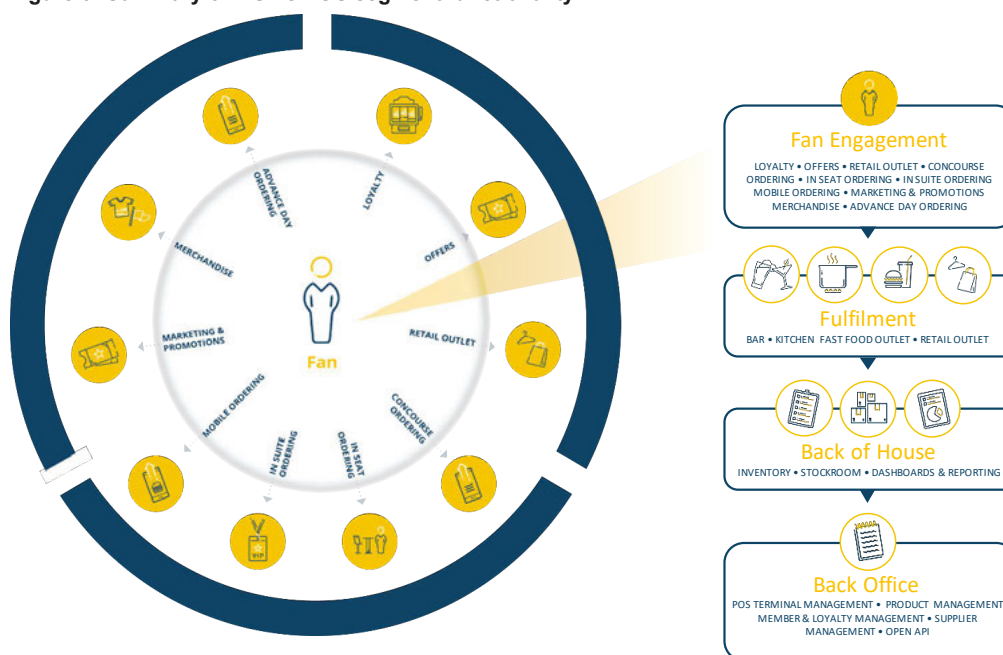 ADVANCE DAY
ORDERING
LOYALTY
MERCHANDISE
OFFERS
MARKETING &
PROMOTIONS
RETAIL OUTLET
Fan
MOBILE ORDERING
CONCOURSE
ORDERING
IN SUITE
ORDERING
IN SEAT
ORDERING
VIP
Fan Engagement
LOYALTY • OFFERS • RETAIL OUTLET • CONCOURSE
ORDERING • IN SEAT ORDERING • IN SUITE ORDERING
MOBILE ORDERING • MARKETING & PROMOTIONS
MERCHANDISE • ADVANCE DAY ORDERING
Fulfilment
BAR • KITCHEN FAST FOOD OUTLET • RETAIL OUTLET
Back of House
INVENTORY • STOCKROOM • DASHBOARDS & REPORTING
Back Office
POS TERMINAL MANAGEMENT • PRODUCT MANAGEMENT
MEMBER & LOYALTY MANAGEMENT • SUPPLIER
MANAGEMENT • OPEN API